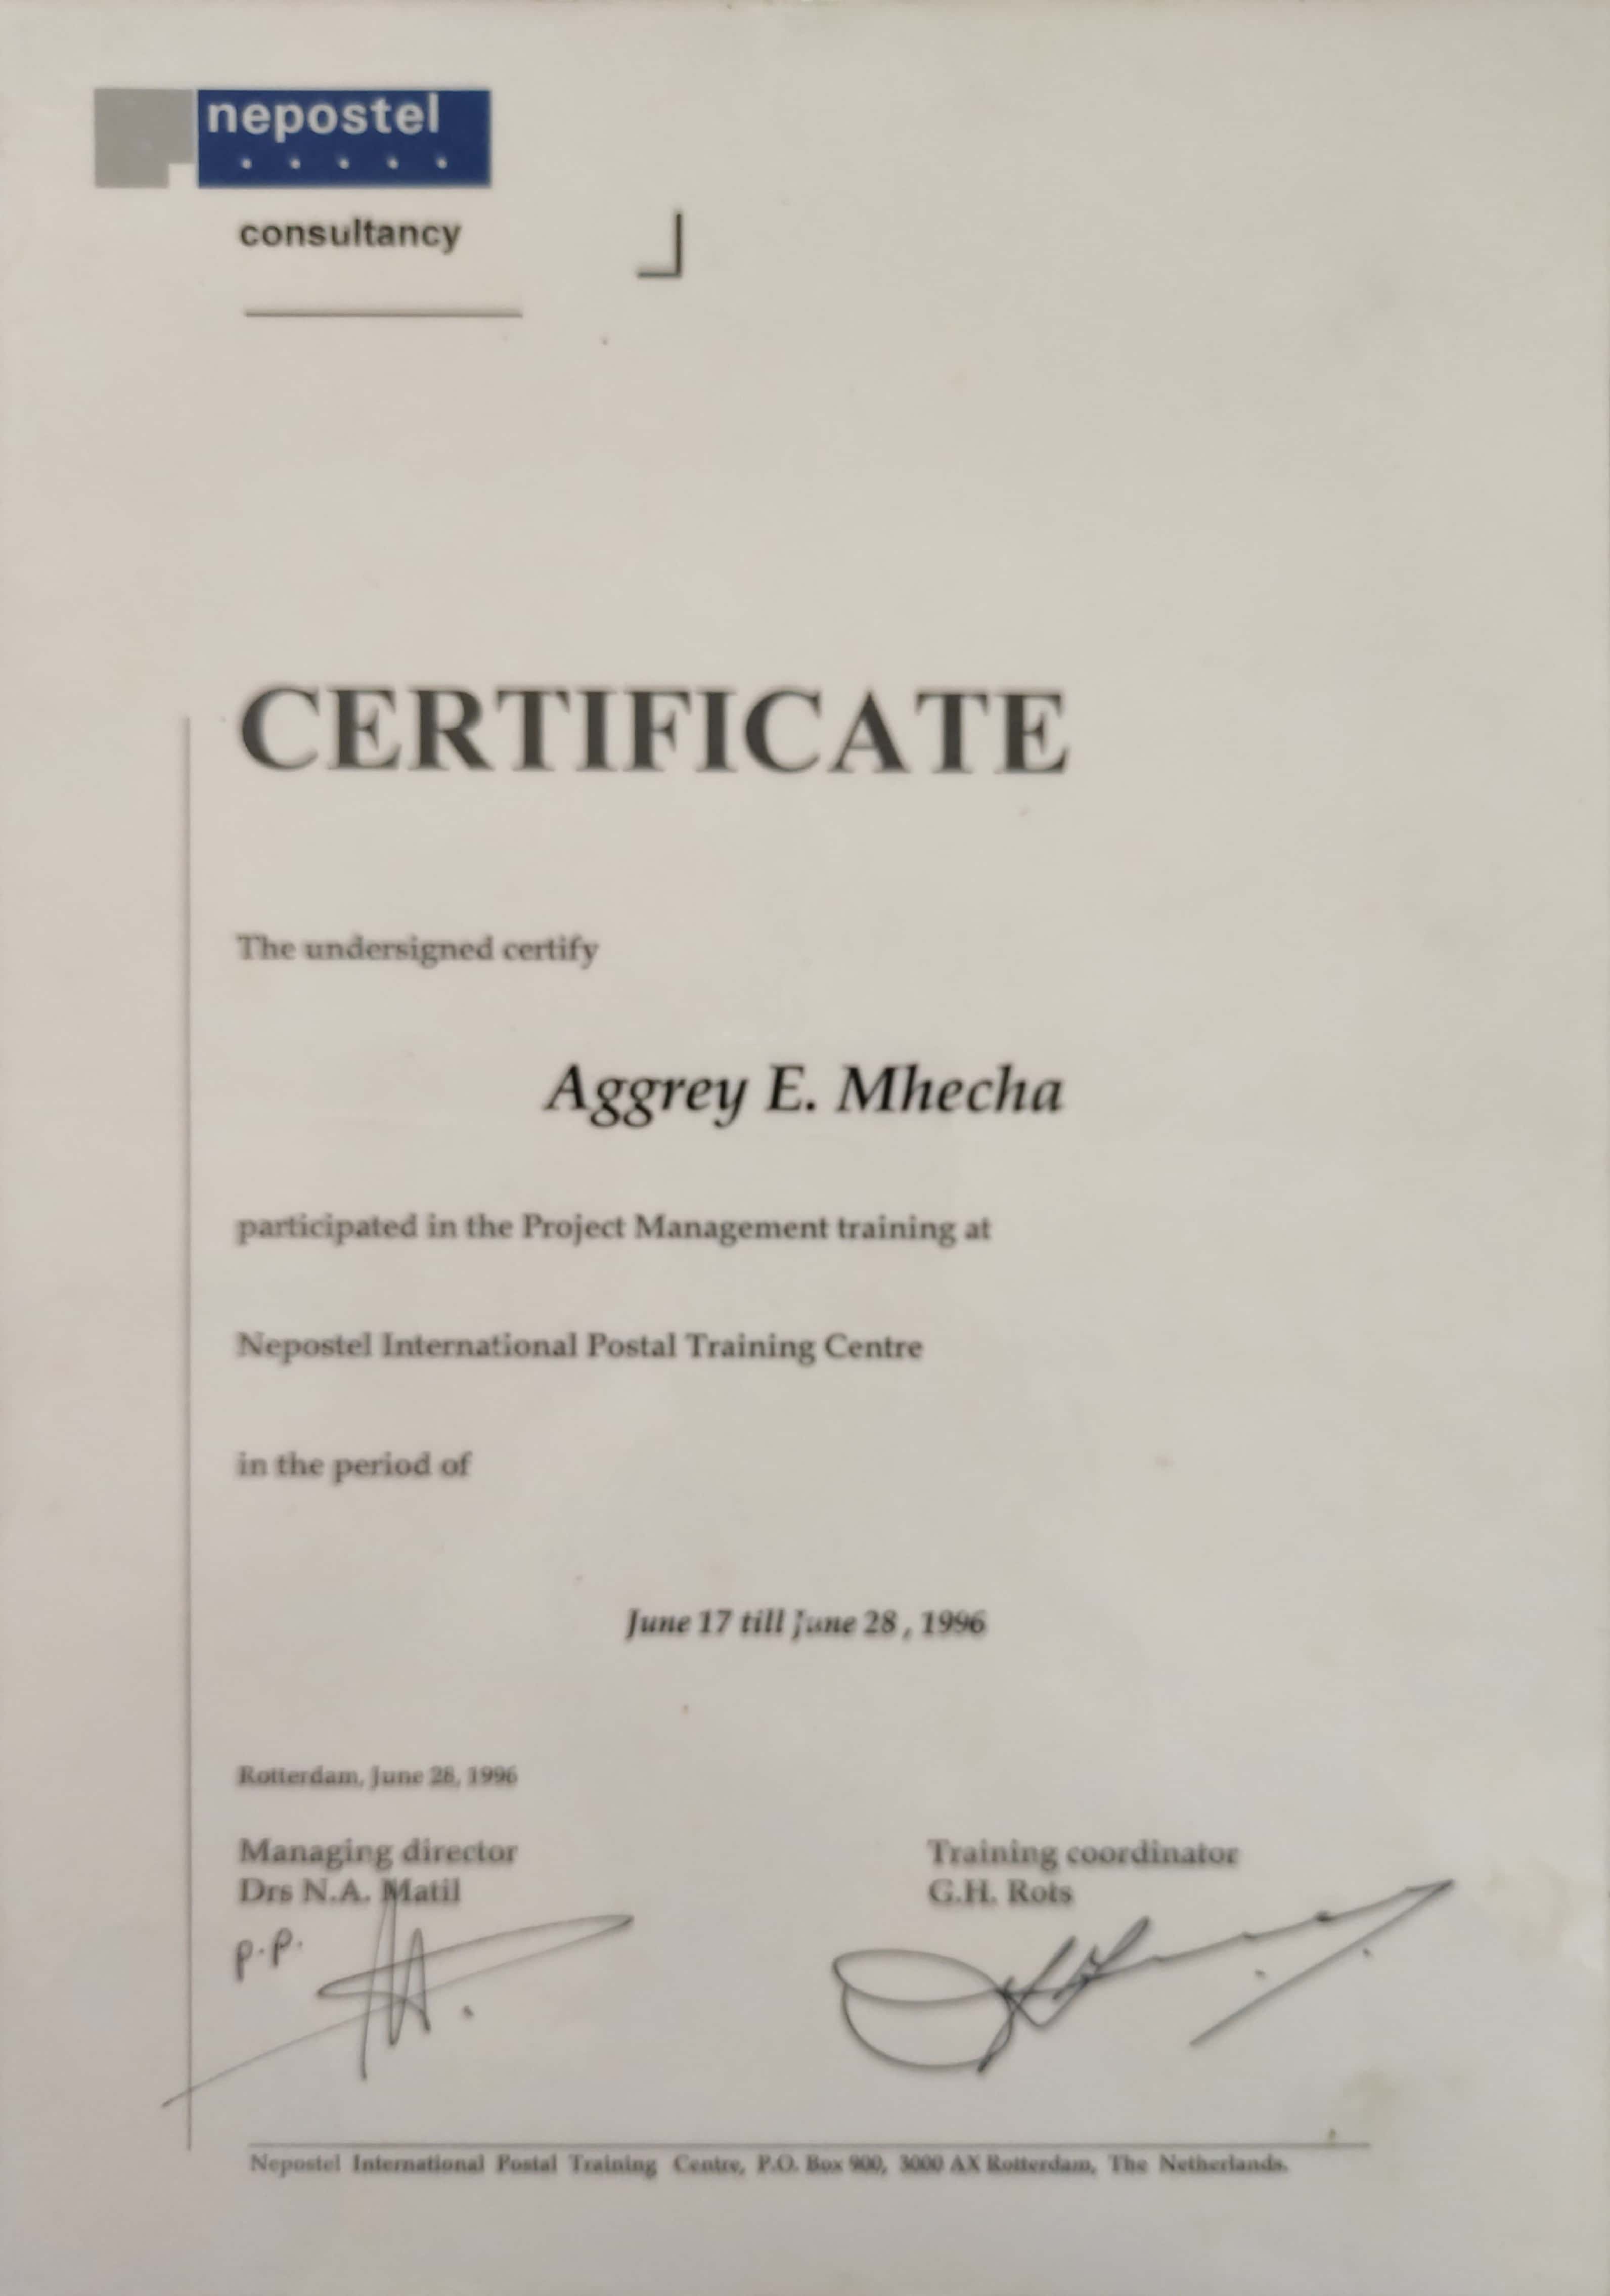 nepostel
consultancy
CERTIFICATE
The undersigned certify
Aggrey E. Mhecha
participated in the Project Management training at
Nepostel International Postal Training Centre
in the period of
June 17 till June 28, 1996
Rotterdam, June 28, 1996
Managing director
Drs N.A. Matil
Training coordinator
G.H. Rots
p.p.
Nepostel International Postal Training Centre, P.O. Box 900, 3000 AX Rotterdam, The Netherlands.